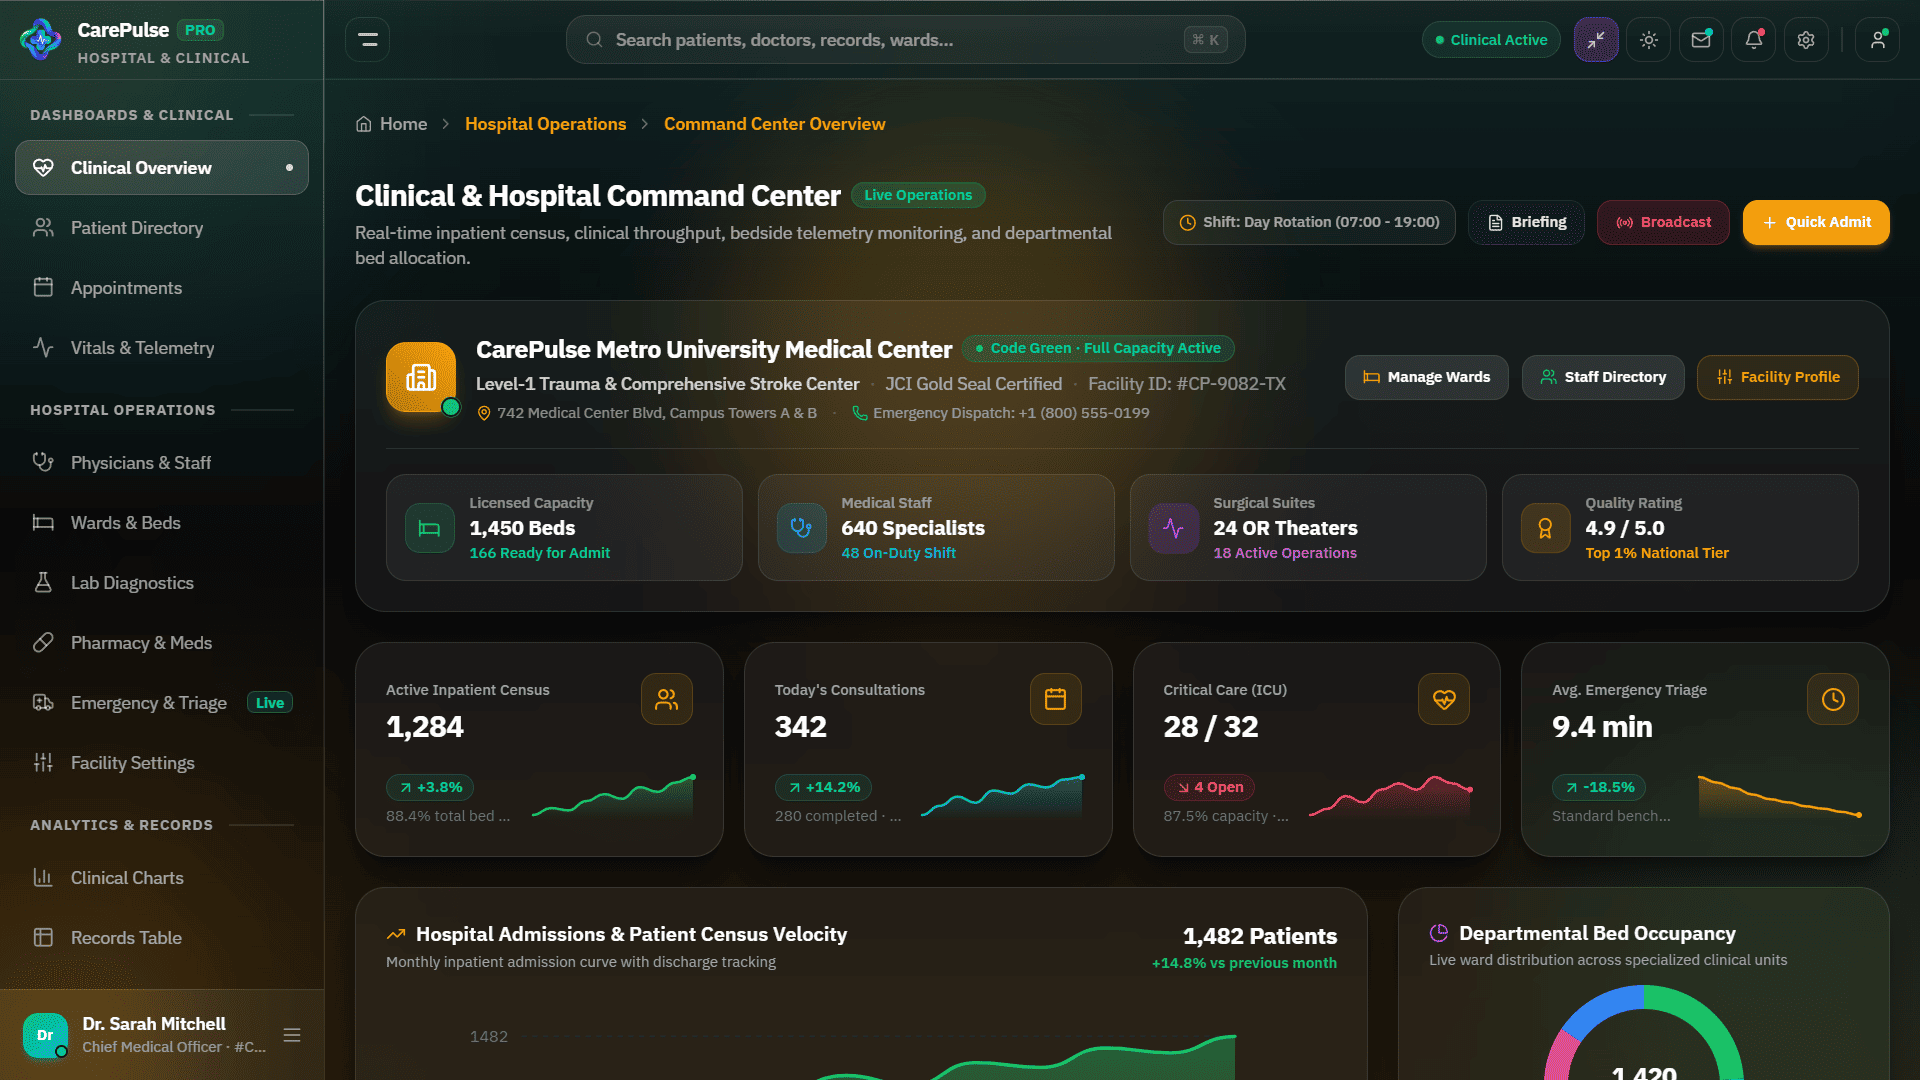 CarePulse PRO
HOSPITAL & CLINICAL
Search patients, doctors, records, wards...
⌘ K
Clinical Active
DASHBOARDS & CLINICAL
Clinical Overview
Patient Directory
Appointments
Vitals & Telemetry
HOSPITAL OPERATIONS
Physicians & Staff
Wards & Beds
Lab Diagnostics
Pharmacy & Meds
Emergency & Triage Live
Facility Settings
ANALYTICS & RECORDS
Clinical Charts
Records Table
Dr
Dr. Sarah Mitchell
Chief Medical Officer · #C...
Home > Hospital Operations > Command Center Overview
Clinical & Hospital Command Center Live Operations
Real-time inpatient census, clinical throughput, bedside telemetry monitoring, and departmental
bed allocation.
Shift: Day Rotation (07:00 - 19:00)
Briefing
Broadcast
+ Quick Admit
CarePulse Metro University Medical Center
Code Green · Full Capacity Active
Level-1 Trauma & Comprehensive Stroke Center · JCI Gold Seal Certified · Facility ID: #CP-9082-TX
742 Medical Center Blvd, Campus Towers A & B · Emergency Dispatch: +1 (800) 555-0199
Manage Wards
Staff Directory
Facility Profile
Licensed Capacity
1,450 Beds
166 Ready for Admit
Medical Staff
640 Specialists
48 On-Duty Shift
Surgical Suites
24 OR Theaters
18 Active Operations
Quality Rating
4.9 / 5.0
Top 1% National Tier
Active Inpatient Census
1,284
+3.8%
88.4% total bed ...
Today's Consultations
342
+14.2%
280 completed · ...
Critical Care (ICU)
28 / 32
4 Open
87.5% capacity ·...
Avg. Emergency Triage
9.4 min
-18.5%
Standard bench...
Hospital Admissions & Patient Census Velocity
Monthly inpatient admission curve with discharge tracking
1,482 Patients
+14.8% vs previous month
1482
Departmental Bed Occupancy
Live ward distribution across specialized clinical units
1,420